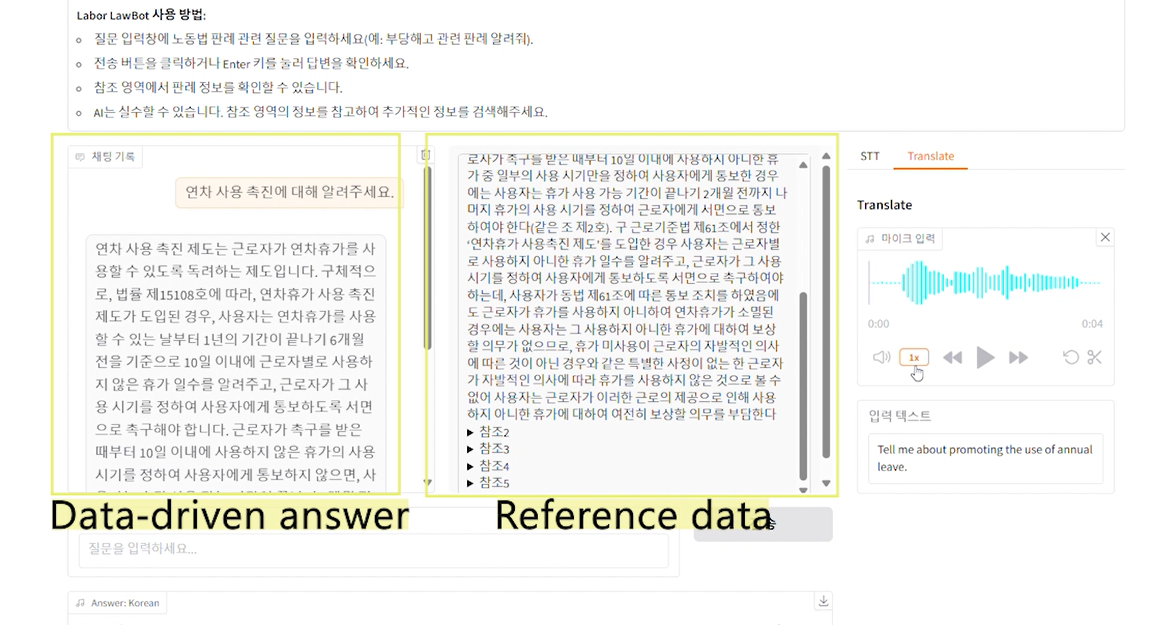 Labor LawBot 사용 방법:
질문 입력창에 노동법 판례 관련 질문을 입력하세요(예: 부당해고 관련 판례 알려줘).
전송 버튼을 클릭하거나 Enter 키를 눌러 답변을 확인하세요.
참조 영역에서 판례 정보를 확인할 수 있습니다.
AI는 실수할 수 있습니다. 참조 영역의 정보를 참고하여 추가적인 정보를 검색해주세요.
채팅 기록
연차 사용 촉진에 대해 알려주세요.
연차 사용 촉진 제도는 근로자가 연차휴가를 사
용할 수 있도록 독려하는 제도입니다. 구체적으
로, 법률 제15108호에 따라, 연차휴가 사용 촉진
제도가 도입된 경우, 사용자는 연차휴가를 사용
할 수 있는 날부터 1년의 기간이 끝나기 6개월
전을 기준으로 10일 이내에 근로자별로 사용하
지 않은 휴가 일수를 알려주고, 근로자가 그 사
용 시기를 정하여 사용자에게 통보하도록 서면
으로 촉구해야 합니다. 근로자가 촉구를 받은
때부터 10일 이내에 사용하지 않은 휴가의 사용
시기를 정하여 사용자에게 통보하지 않으면, 사
로사가 촉구를 받은 때부터 10일 이내에 사용하지 아니한 휴
가 중 일부의 사용 시기만을 정하여 사용자에게 통보한 경우
에는 사용자는 휴가 사용 가능 기간이 끝나기 2개월 전까지 나
머지 휴가의 사용 시기를 정하여 근로자에게 서면으로 통보
하여야 한다(같은 조 제2호). 구 근로기준법 제61조에서 정한
‘연차휴가 사용촉진 제도’를 도입한 경우 사용자는 근로자별
로 사용하지 아니한 휴가 일수를 알려주고, 근로자가 그 사용
시기를 정하여 사용자에게 통보하도록 서면으로 촉구하여야
하는데, 사용자가 동법 제61조에 따른 통보 조치를 하였음에
도 근로자가 휴가를 사용하지 아니하여 연차휴가가 소멸된
경우에는 사용자는 그 사용하지 아니한 휴가에 대하여 보상
할 의무가 없으므로, 휴가 미사용이 근로자의 자발적인 의사
에 따른 것이 아닌 경우와 같은 특별한 사정이 없는 한 근로자
가 자발적인 의사에 따라 휴가를 사용하지 않은 것으로 볼 수
없어 사용자는 근로자가 이러한 근로의 제공으로 인해 사용
하지 아니한 휴가에 대하여 여전히 보상할 의무를 부담한다
참조2
참조3
참조4
참조5
STT Translate
Translate
마이크 입력
0:00 0:04
1x
입력 텍스트
Tell me about promoting the use of annual
leave.
Data-driven answer
Reference data
질문을 입력하세요...
Answer: Korean